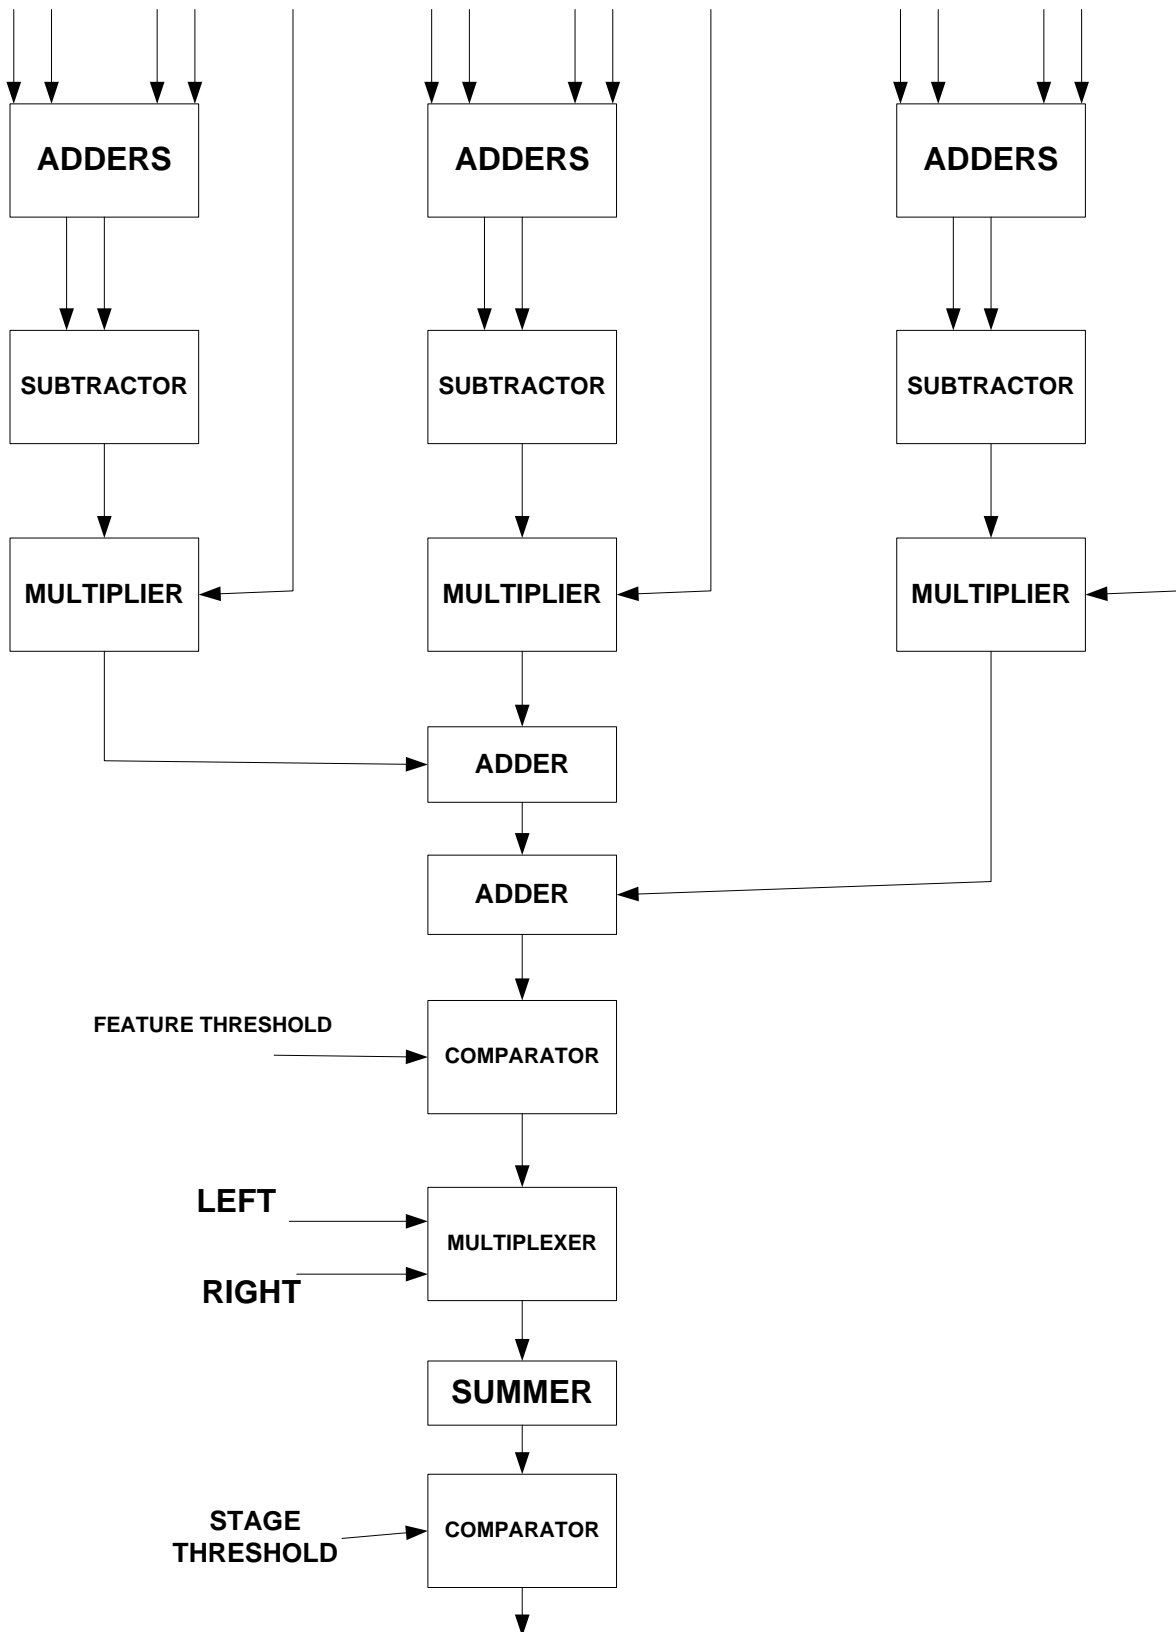 ADDERS
ADDERS
ADDERS
SUBTRACTOR
SUBTRACTOR
SUBTRACTOR
MULTIPLIER
MULTIPLIER
MULTIPLIER
ADDER
ADDER
FEATURE THRESHOLD
COMPARATOR
LEFT
MULTIPLEXER
RIGHT
SUMMER
STAGE
THRESHOLD
COMPARATOR